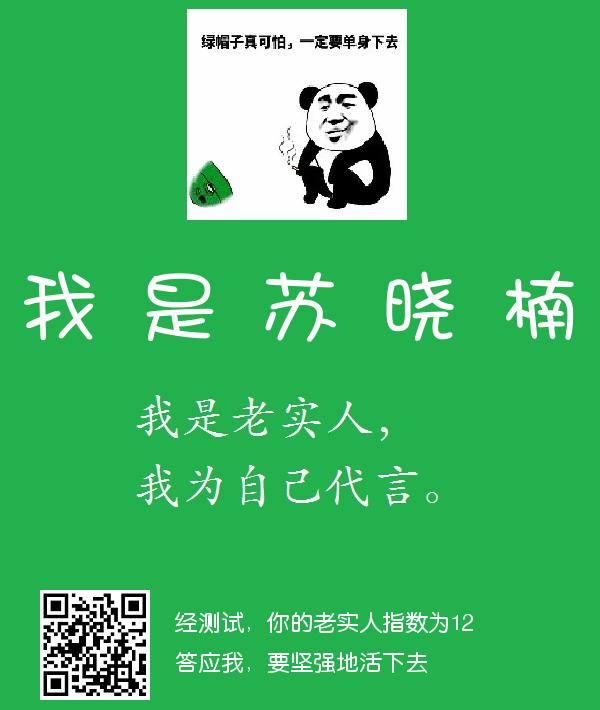 绿帽子真可怕，一定要单身下去
我是苏晓楠
我是老实人，
我为自己代言。
经测试，你的老实人指数为12
答应我，要坚强地活下去